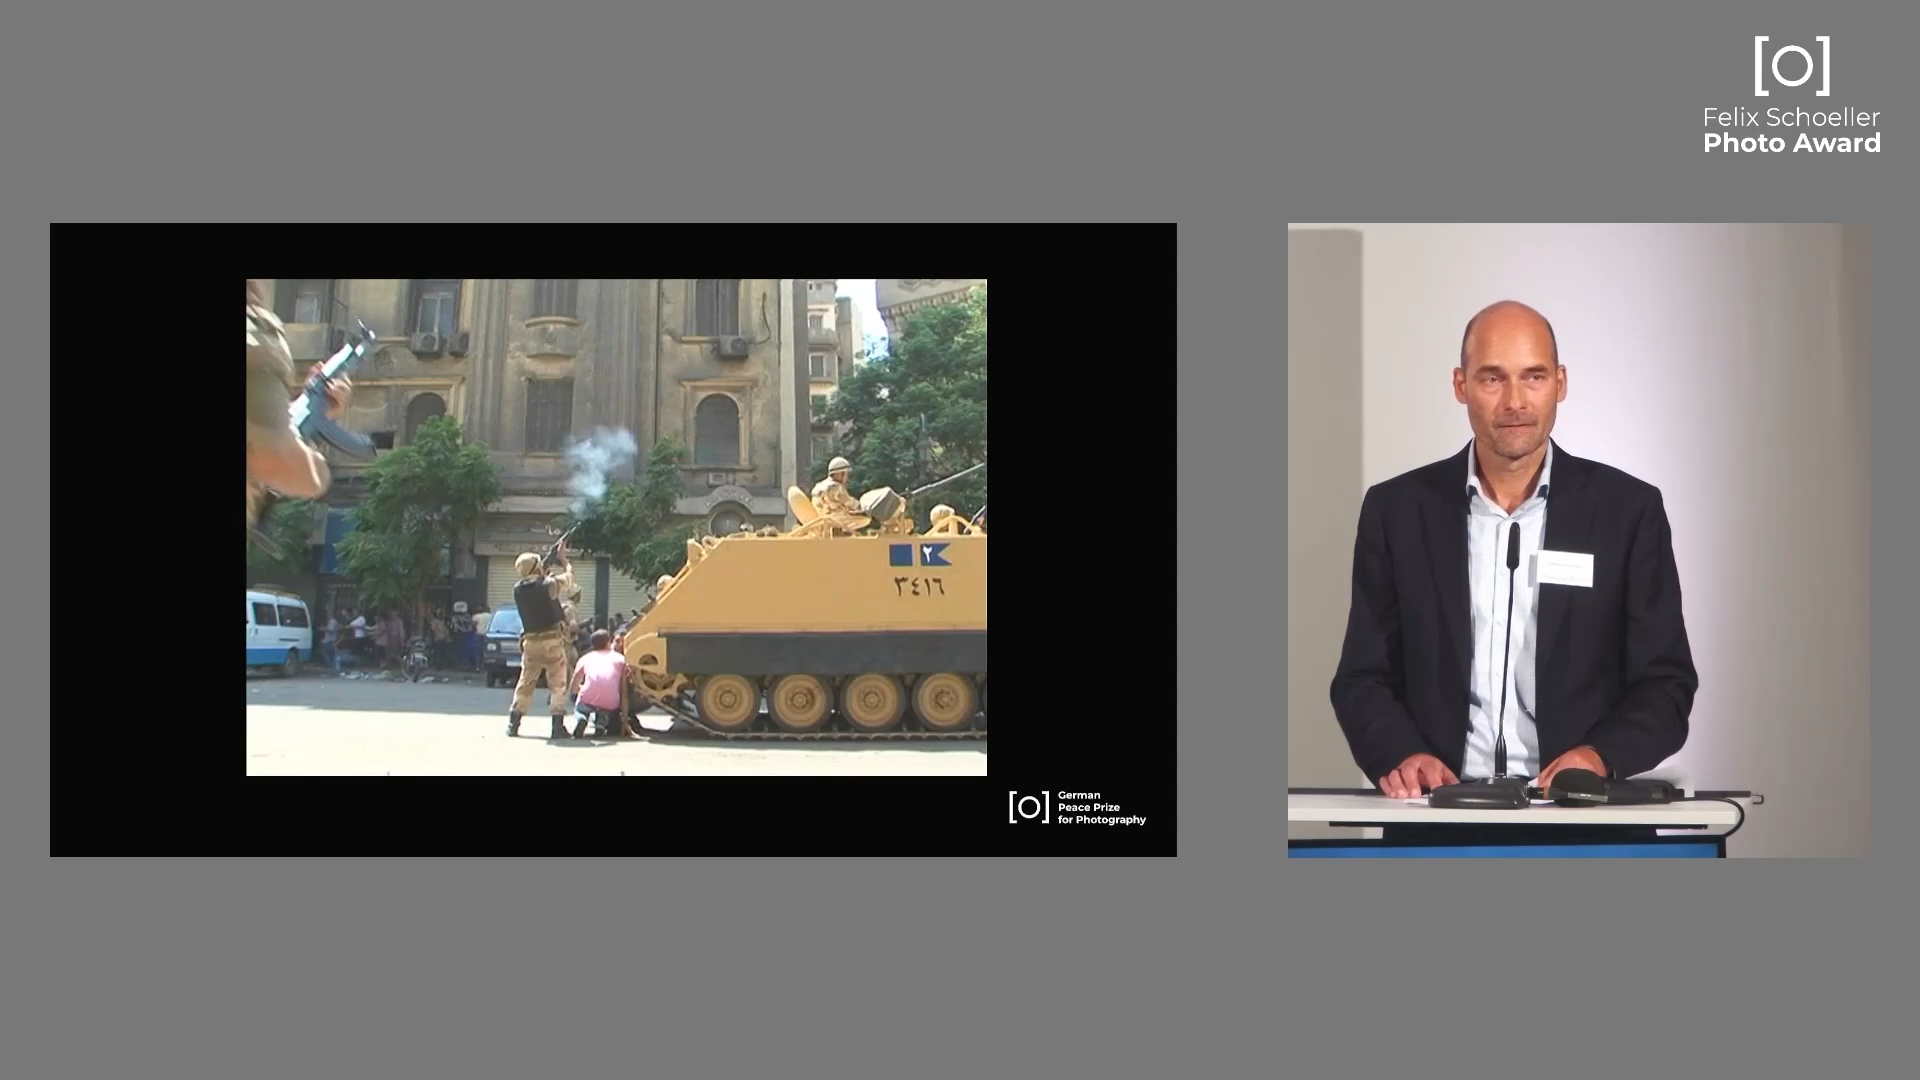 Felix Schoeller
Photo Award
٢
٣٤١٦
German
Peace Prize
for Photography